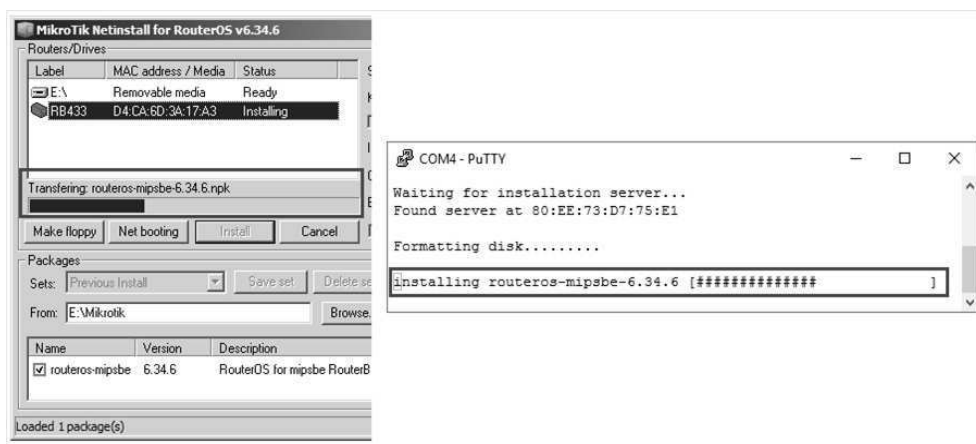 MikroTik Netinstall for RouterOS v6.34.6
Routers/Drives
Label MAC address / Media Status
E:\ Removable media Ready
RB433 D4:CA:6D:3A:17:A3 Installing
Transfering: routeros-mipsbe-6.34.6.npk
Make floppy Net booting Install Cancel
Packages
Sets: Previous Install Save set Delete se
From: E:\Mikrotik Browse.
Name Version Description
routeros-mipsbe 6.34.6 RouterOS for mipsbe RouterB
Loaded 1 package(s)
COM4 - PuTTY
Waiting for installation server...
Found server at 80:EE:73:D7:75:E1
Formatting disk.........
installing routeros-mipsbe-6.34.6 [############## ]